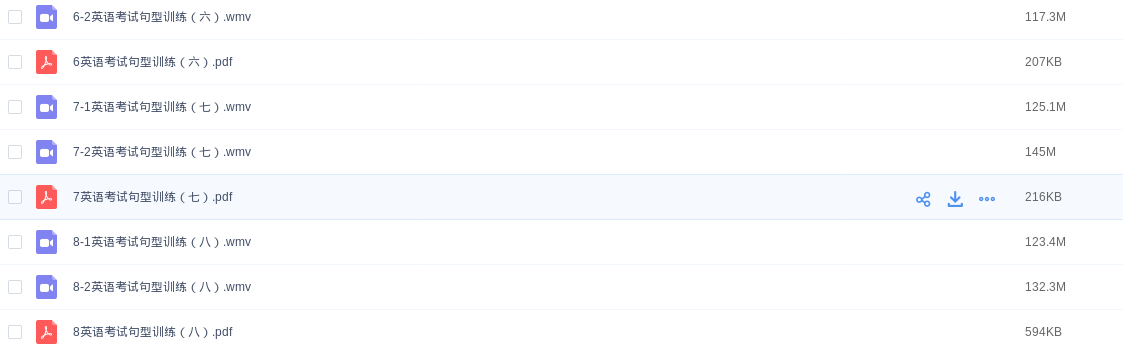 6-2英语考试句型训练（六）.wmv 117.3M
6英语考试句型训练（六）.pdf 207KB
7-1英语考试句型训练（七）.wmv 125.1M
7-2英语考试句型训练（七）.wmv 145M
7英语考试句型训练（七）.pdf 216KB
8-1英语考试句型训练（八）.wmv 123.4M
8-2英语考试句型训练（八）.wmv 132.3M
8英语考试句型训练（八）.pdf 594KB